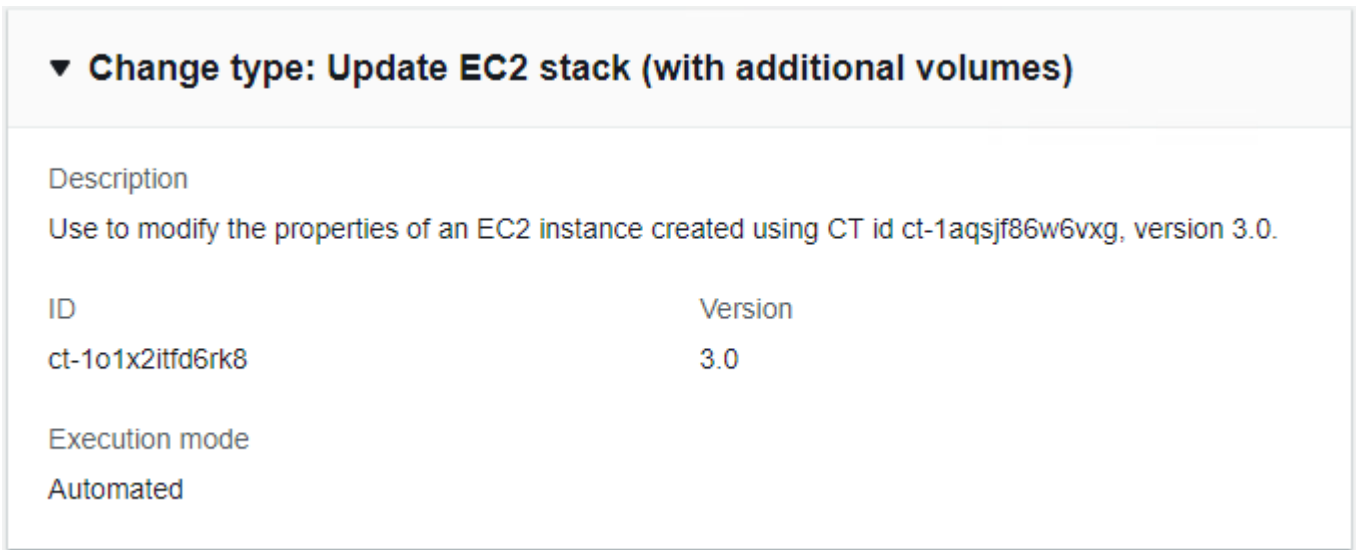 Change type: Update EC2 stack (with additional volumes)
Description
Use to modify the properties of an EC2 instance created using CT id ct-1aqsjf86w6vxg, version 3.0.
ID
Version
ct-1o1x2itfd6rk8
3.0
Execution mode
Automated